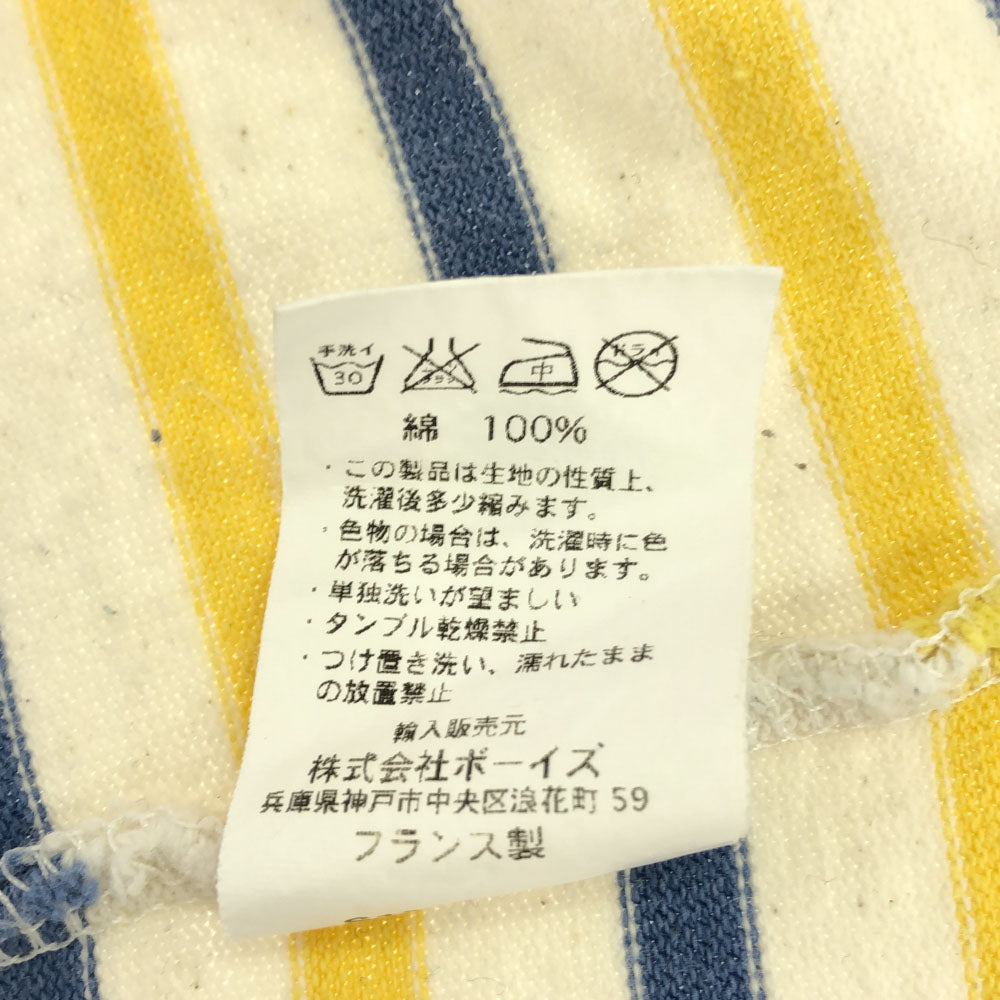 手洗イ ドライ
30 中
綿 100%
・この製品は生地の性質上、
洗濯後多少縮みます。
・色物の場合は、洗濯時に色
が落ちる場合があります。
・単独洗いが望ましい
・タンブル乾燥禁止
・つけ置き洗い、濡れたまま
の放置禁止
輸入販売元
株式会社ボーイズ
兵庫県神戸市中央区浪花町 59
フランス製